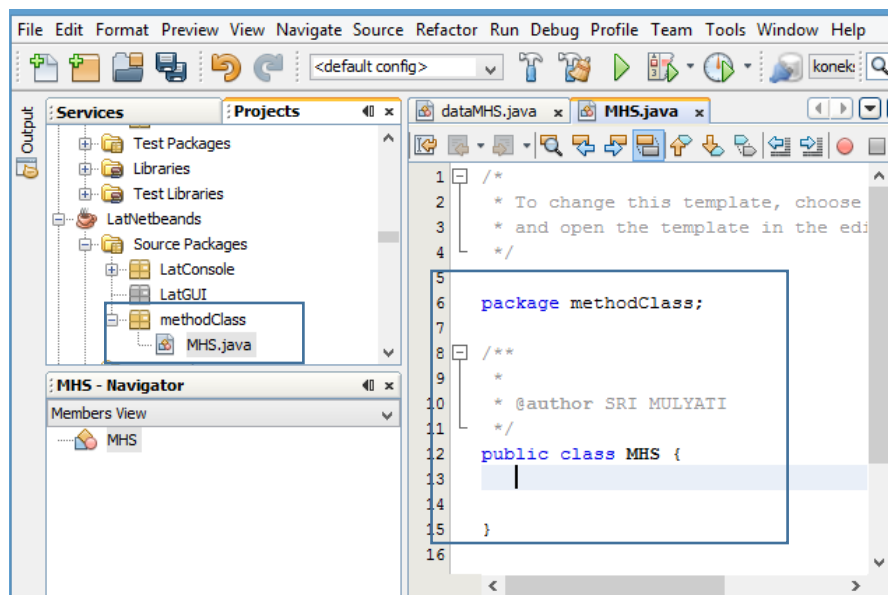 File Edit Format Preview View Navigate Source Refactor Run Debug Profile Team Tools Window Help
<default config> konek:
Output
Services Projects
Test Packages
Libraries
Test Libraries
LatNetbeands
Source Packages
LatConsole
LatGUI
methodClass
MHS.java
MHS - Navigator
Members View
MHS
dataMHS.java x MHS.java x
1 /*
2 * To change this template, choose
3 * and open the template in the edi
4 */
5
6 package methodClass;
7
8 /**
9 *
10 * @author SRI MULYATI
11 */
12 public class MHS {
13
14
15 }
16